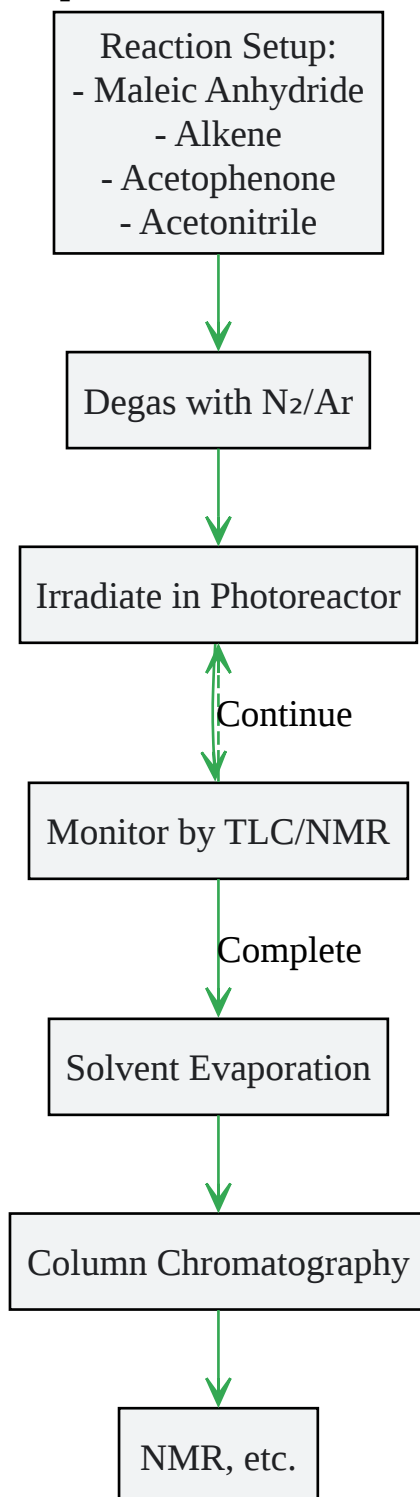 Reaction Setup:
- Maleic Anhydride
- Alkene
- Acetophenone
- Acetonitrile
Degas with N₂/Ar
Irradiate in Photoreactor
Continue
Monitor by TLC/NMR
Complete
Solvent Evaporation
Column Chromatography
NMR, etc.